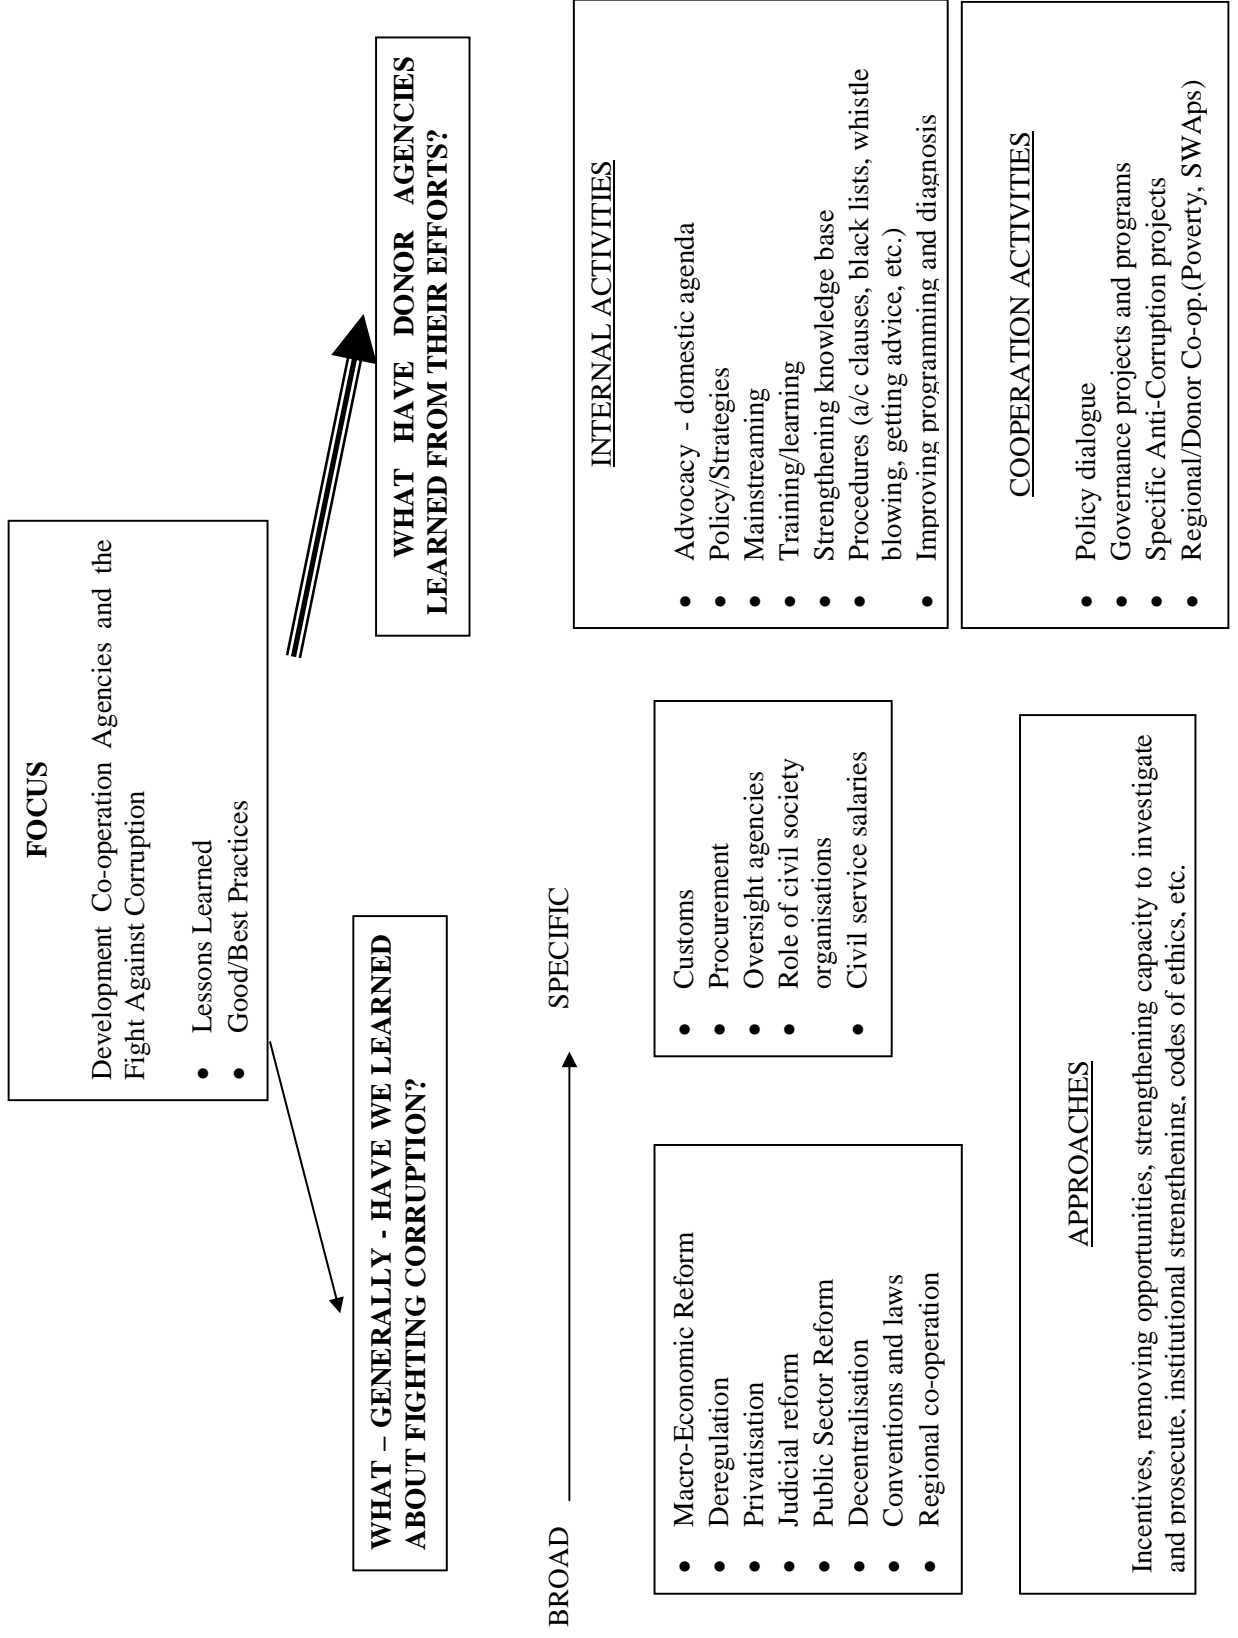 FOCUS
Development Co-operation Agencies and the
Fight Against Corruption
• Lessons Learned
• Good/Best Practices
WHAT – GENERALLY - HAVE WE LEARNED
ABOUT FIGHTING CORRUPTION?
WHAT HAVE DONOR AGENCIES
LEARNED FROM THEIR EFFORTS?
BROAD
SPECIFIC
• Macro-Economic Reform
• Deregulation
• Privatisation
• Judicial reform
• Public Sector Reform
• Decentralisation
• Conventions and laws
• Regional co-operation
• Customs
• Procurement
• Oversight agencies
• Role of civil society
organisations
• Civil service salaries
APPROACHES
Incentives, removing opportunities, strengthening capacity to investigate
and prosecute, institutional strengthening, codes of ethics, etc.
INTERNAL ACTIVITIES
• Advocacy - domestic agenda
• Policy/Strategies
• Mainstreaming
• Training/learning
• Strengthening knowledge base
• Procedures (a/c clauses, black lists, whistle
blowing, getting advice, etc.)
• Improving programming and diagnosis
COOPERATION ACTIVITIES
• Policy dialogue
• Governance projects and programs
• Specific Anti-Corruption projects
• Regional/Donor Co-op.(Poverty, SWAps)